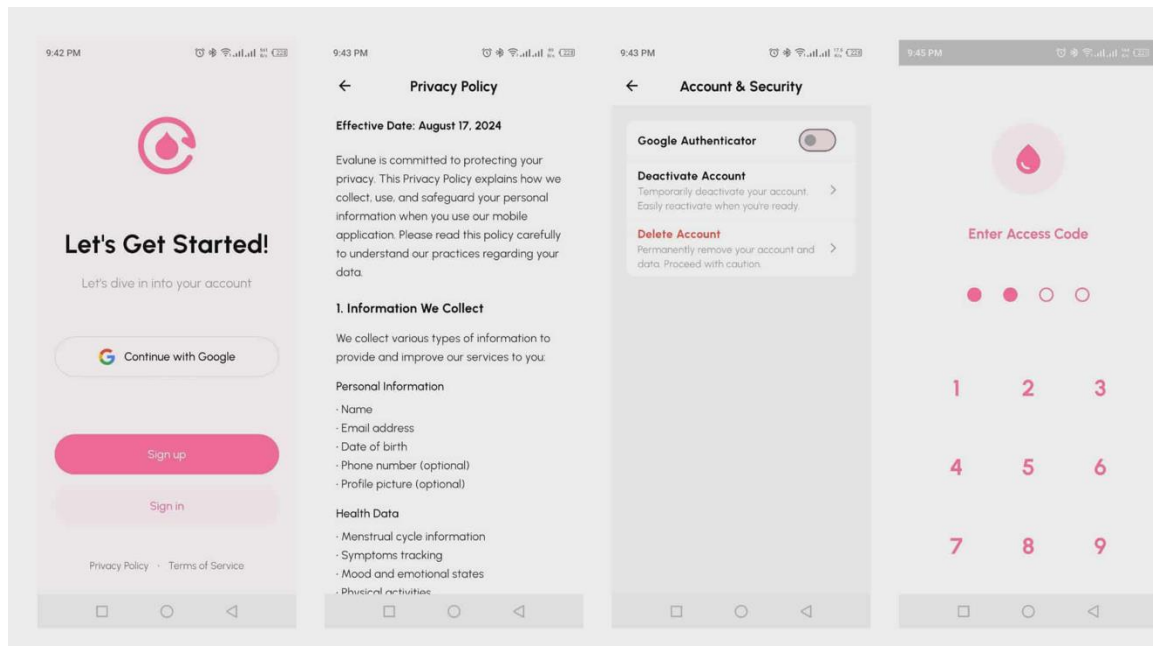 9:42 PM
Let's Get Started!
Let's dive in into your account
Continue with Google
Sign up
Sign in
Privacy Policy · Terms of Service
9:43 PM
Privacy Policy
Effective Date: August 17, 2024
Evalune is committed to protecting your
privacy. This Privacy Policy explains how we
collect, use, and safeguard your personal
information when you use our mobile
application. Please read this policy carefully
to understand our practices regarding your
data.
1. Information We Collect
We collect various types of information to
provide and improve our services to you:
Personal Information
· Name
· Email address
· Date of birth
· Phone number (optional)
· Profile picture (optional)
Health Data
· Menstrual cycle information
· Symptoms tracking
· Mood and emotional states
· Physical activities
9:43 PM
Account & Security
Google Authenticator
Deactivate Account
Temporarily deactivate your account.
Easily reactivate when you're ready.
Delete Account
Permanently remove your account and
data. Proceed with caution.
9:45 PM
Enter Access Code
1 2 3
4 5 6
7 8 9